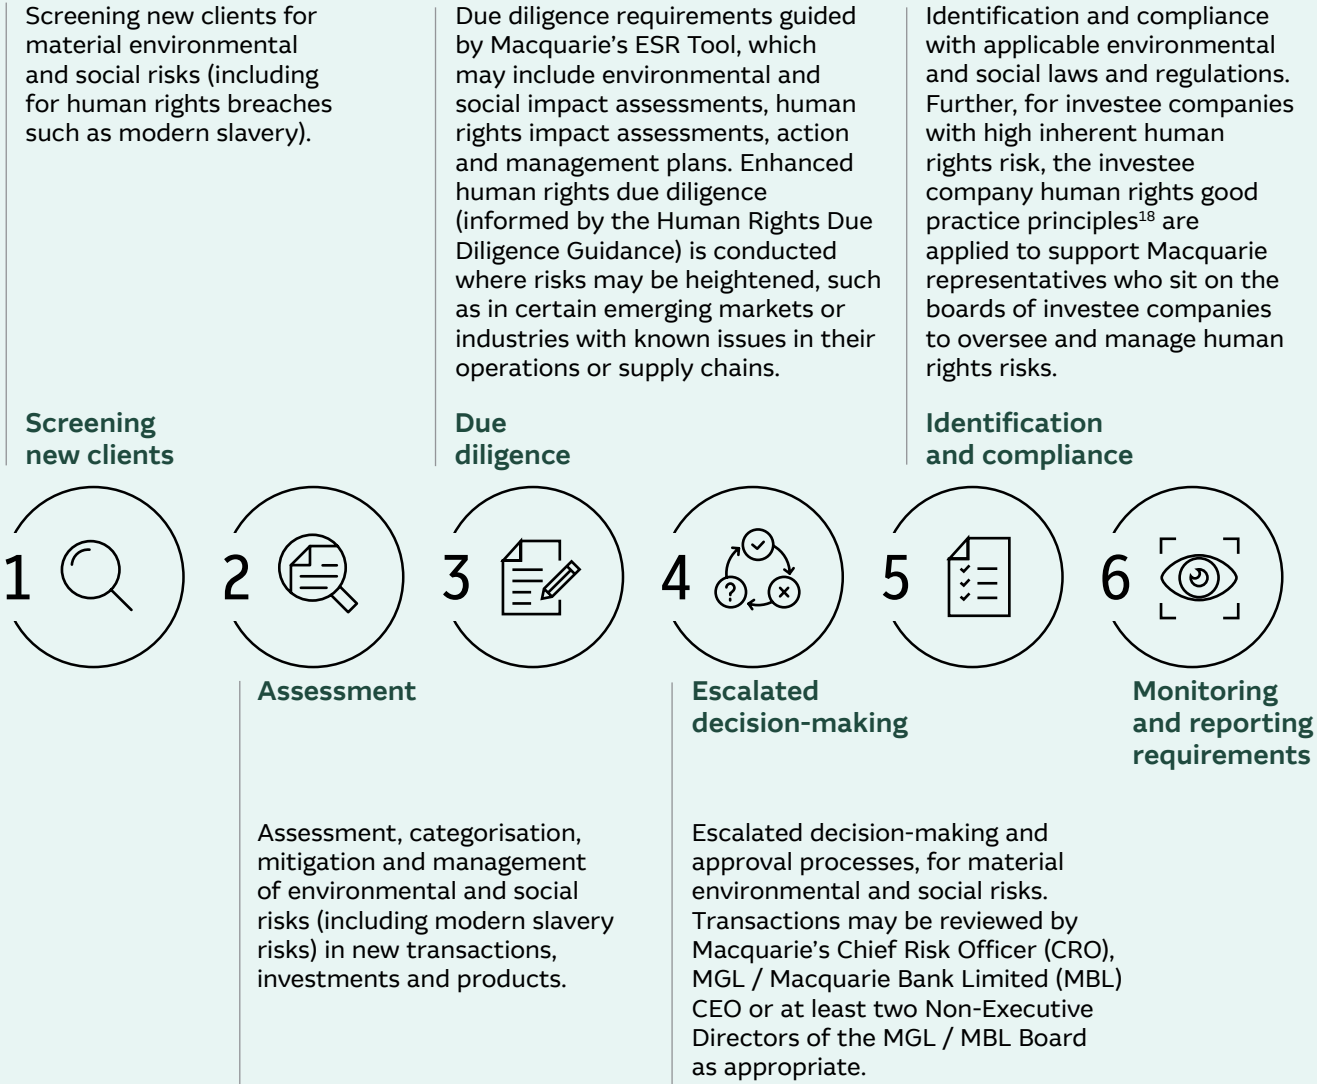 Screening new clients for
material environmental
and social risks (including
for human rights breaches
such as modern slavery).
Screening
new clients
Due diligence requirements guided
by Macquarie’s ESR Tool, which
may include environmental and
social impact assessments, human
rights impact assessments, action
and management plans. Enhanced
human rights due diligence
(informed by the Human Rights Due
Diligence Guidance) is conducted
where risks may be heightened, such
as in certain emerging markets or
industries with known issues in their
operations or supply chains.
Due
diligence
Identification and compliance
with applicable environmental
and social laws and regulations.
Further, for investee companies
with high inherent human
rights risk, the investee
company human rights good
practice principles18 are
applied to support Macquarie
representatives who sit on the
boards of investee companies
to oversee and manage human
rights risks.
Identification
and compliance
1
2
3
4
?
5
6
Assessment
Assessment, categorisation,
mitigation and management
of environmental and social
risks (including modern slavery
risks) in new transactions,
investments and products.
Escalated
decision-making
Escalated decision-making and
approval processes, for material
environmental and social risks.
Transactions may be reviewed by
Macquarie’s Chief Risk Officer (CRO),
MGL / Macquarie Bank Limited (MBL)
CEO or at least two Non-Executive
Directors of the MGL / MBL Board
as appropriate.
Monitoring
and reporting
requirements